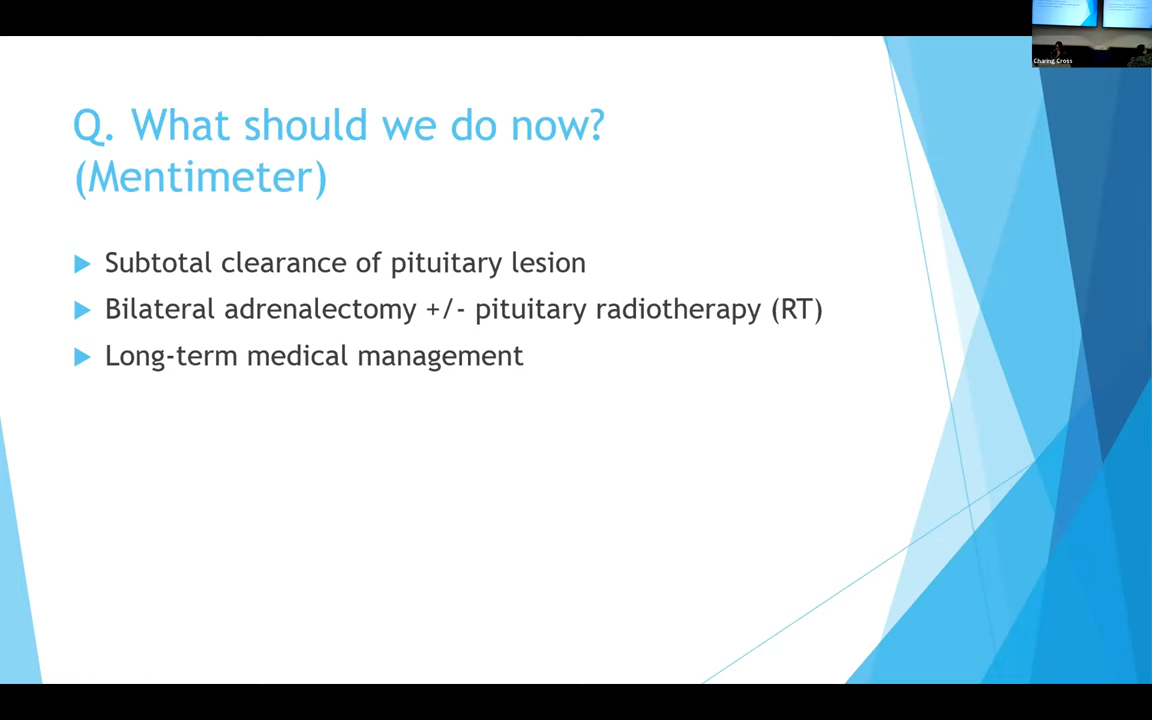 Charing Cross
Q. What should we do now?
(Mentimeter)
Subtotal clearance of pituitary lesion
Bilateral adrenalectomy +/- pituitary radiotherapy (RT)
Long-term medical management